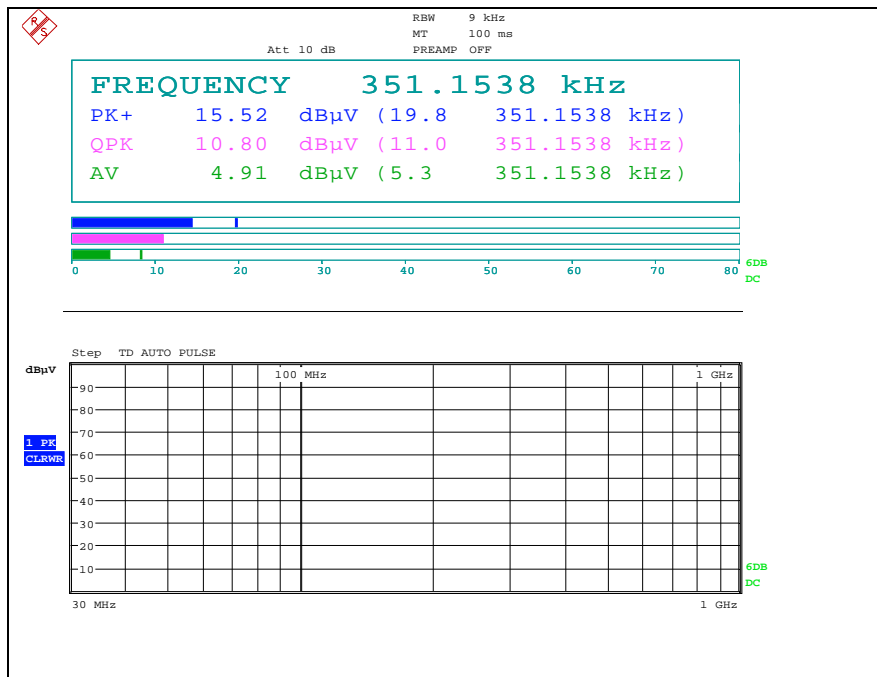 R S
RBW 9 kHz
MT 100 ms
Att 10 dB PREAMP OFF
FREQUENCY 351.1538 kHz
PK+ 15.52 dBµV (19.8 351.1538 kHz)
QPK 10.80 dBµV (11.0 351.1538 kHz)
AV 4.91 dBµV (5.3 351.1538 kHz)
0 10 20 30 40 50 60 70 80
6DB
DC
Step TD AUTO PULSE
dBµV
100 MHz 1 GHz
90
80
70
1 PK
CLRWR
60
50
40
30
20
10
6DB
DC
30 MHz 1 GHz